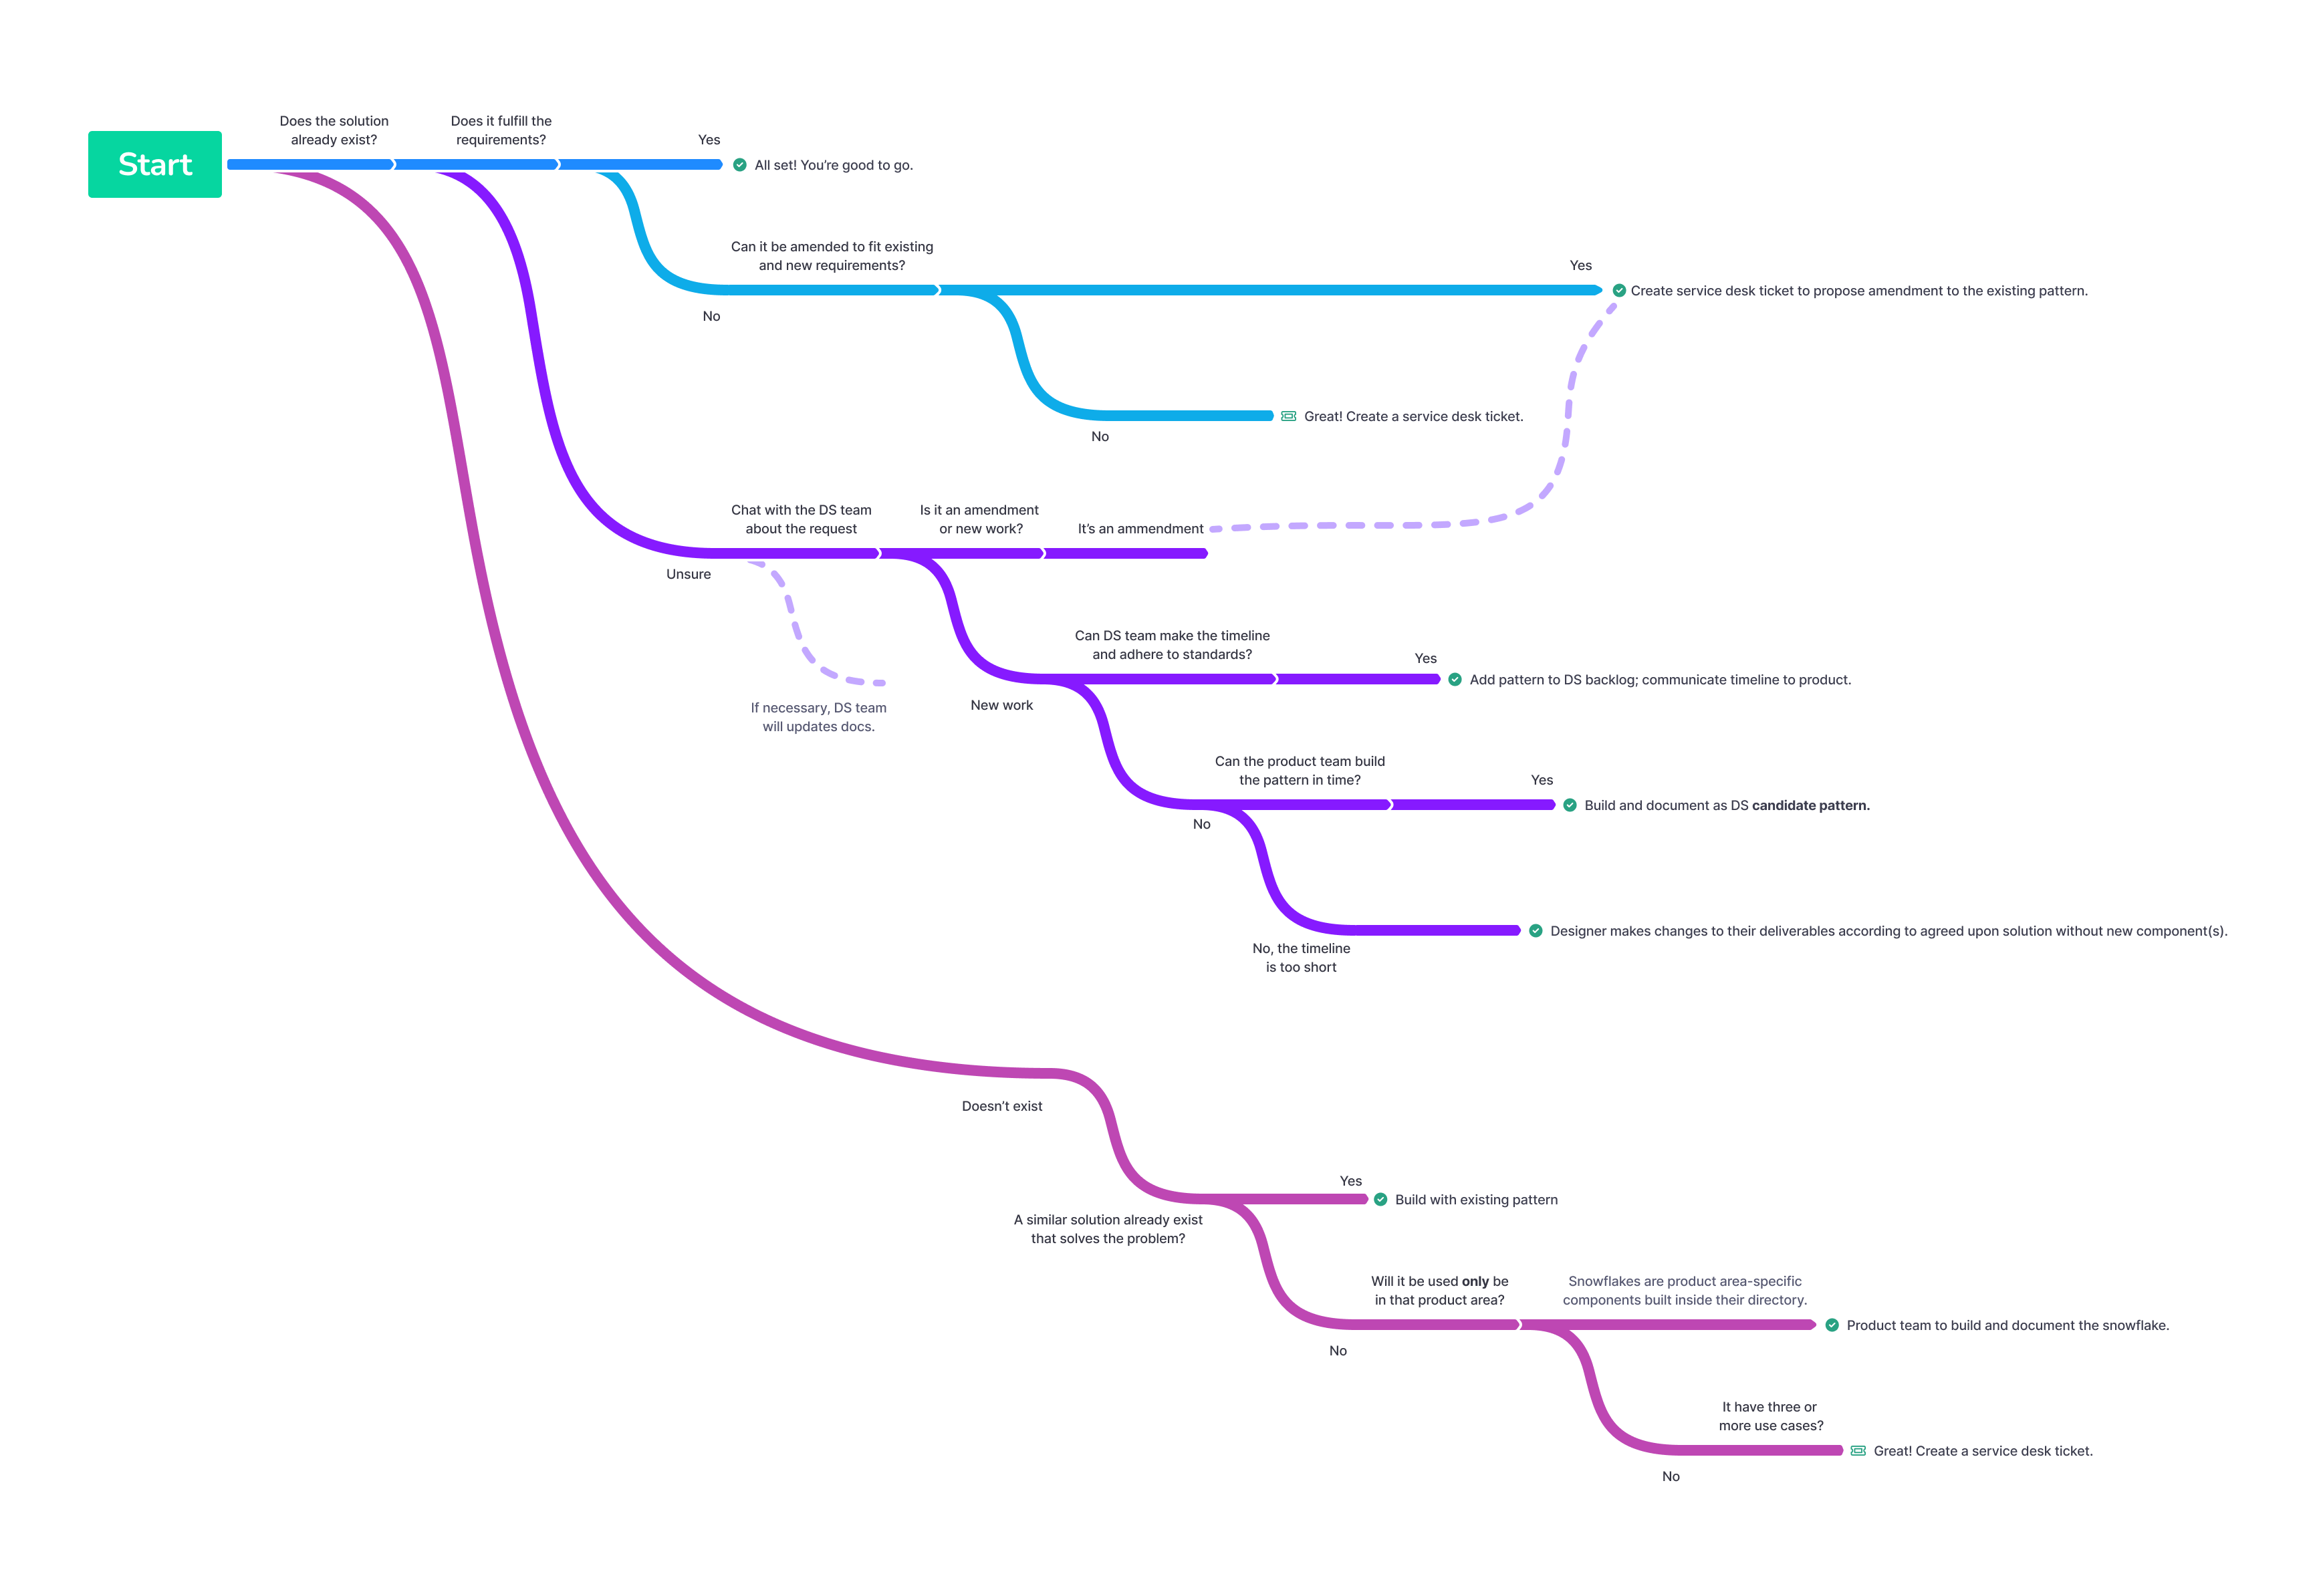 Start
Does the solution
already exist?
Does it fulfill the
requirements?
Yes
All set! You’re good to go.
Can it be amended to fit existing
and new requirements?
No
Yes
Create service desk ticket to propose amendment to the existing pattern.
No
Great! Create a service desk ticket.
Chat with the DS team
about the request
Unsure
Is it an amendment
or new work?
It’s an ammendment
If necessary, DS team
will updates docs.
New work
Can DS team make the timeline
and adhere to standards?
Yes
Add pattern to DS backlog; communicate timeline to product.
No
Can the product team build
the pattern in time?
Yes
Build and document as DS candidate pattern.
No, the timeline
is too short
Designer makes changes to their deliverables according to agreed upon solution without new component(s).
Doesn’t exist
A similar solution already exist
that solves the problem?
Yes
Build with existing pattern
No
Will it be used only be
in that product area?
Snowflakes are product area-specific
components built inside their directory.
Product team to build and document the snowflake.
No
It have three or
more use cases?
Great! Create a service desk ticket.